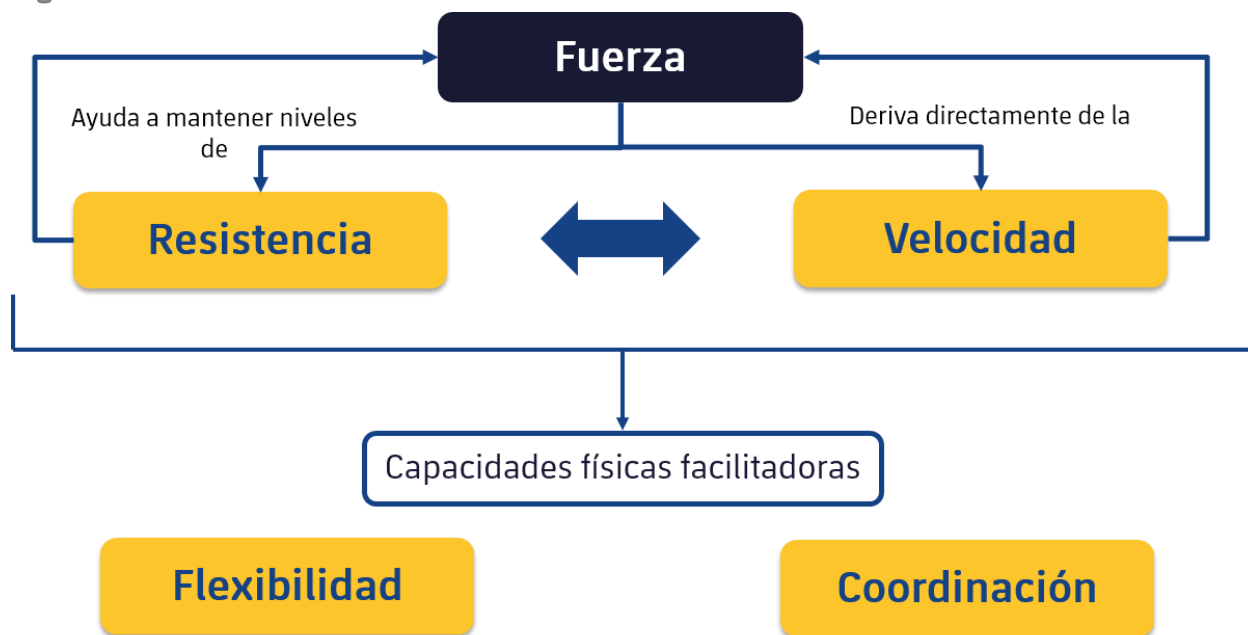 Fuerza
Ayuda a mantener niveles
de
Deriva directamente de la
Resistencia
Velocidad
Capacidades físicas facilitadoras
Flexibilidad
Coordinación